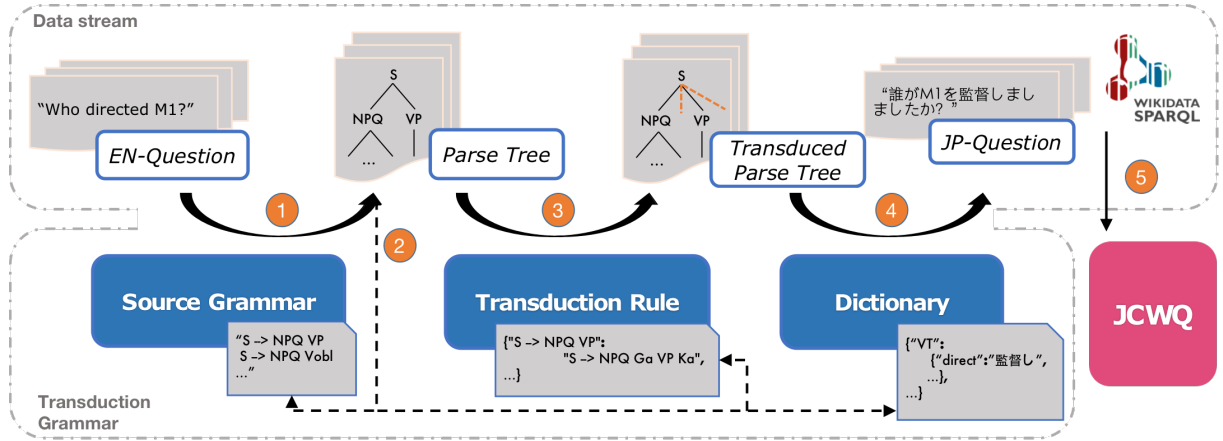 Data stream
“Who directed M1?”
EN-Question
S
NPQ VP
...
Parse Tree
S
NPQ VP
...
Transduced
Parse Tree
“誰がM1を監督しまし
ましたか？”
JP-Question
WIKIDATA
SPARQL
1
2
3
4
5
Source Grammar
“S -> NPQ VP
S -> NPQ Vobl
...”
Transduction Rule
{"S -> NPQ VP":
"S -> NPQ Ga VP Ka",
...}
Dictionary
{“VT”:
{“direct”:“監督し”,
...},
...}
JCWQ
Transduction
Grammar